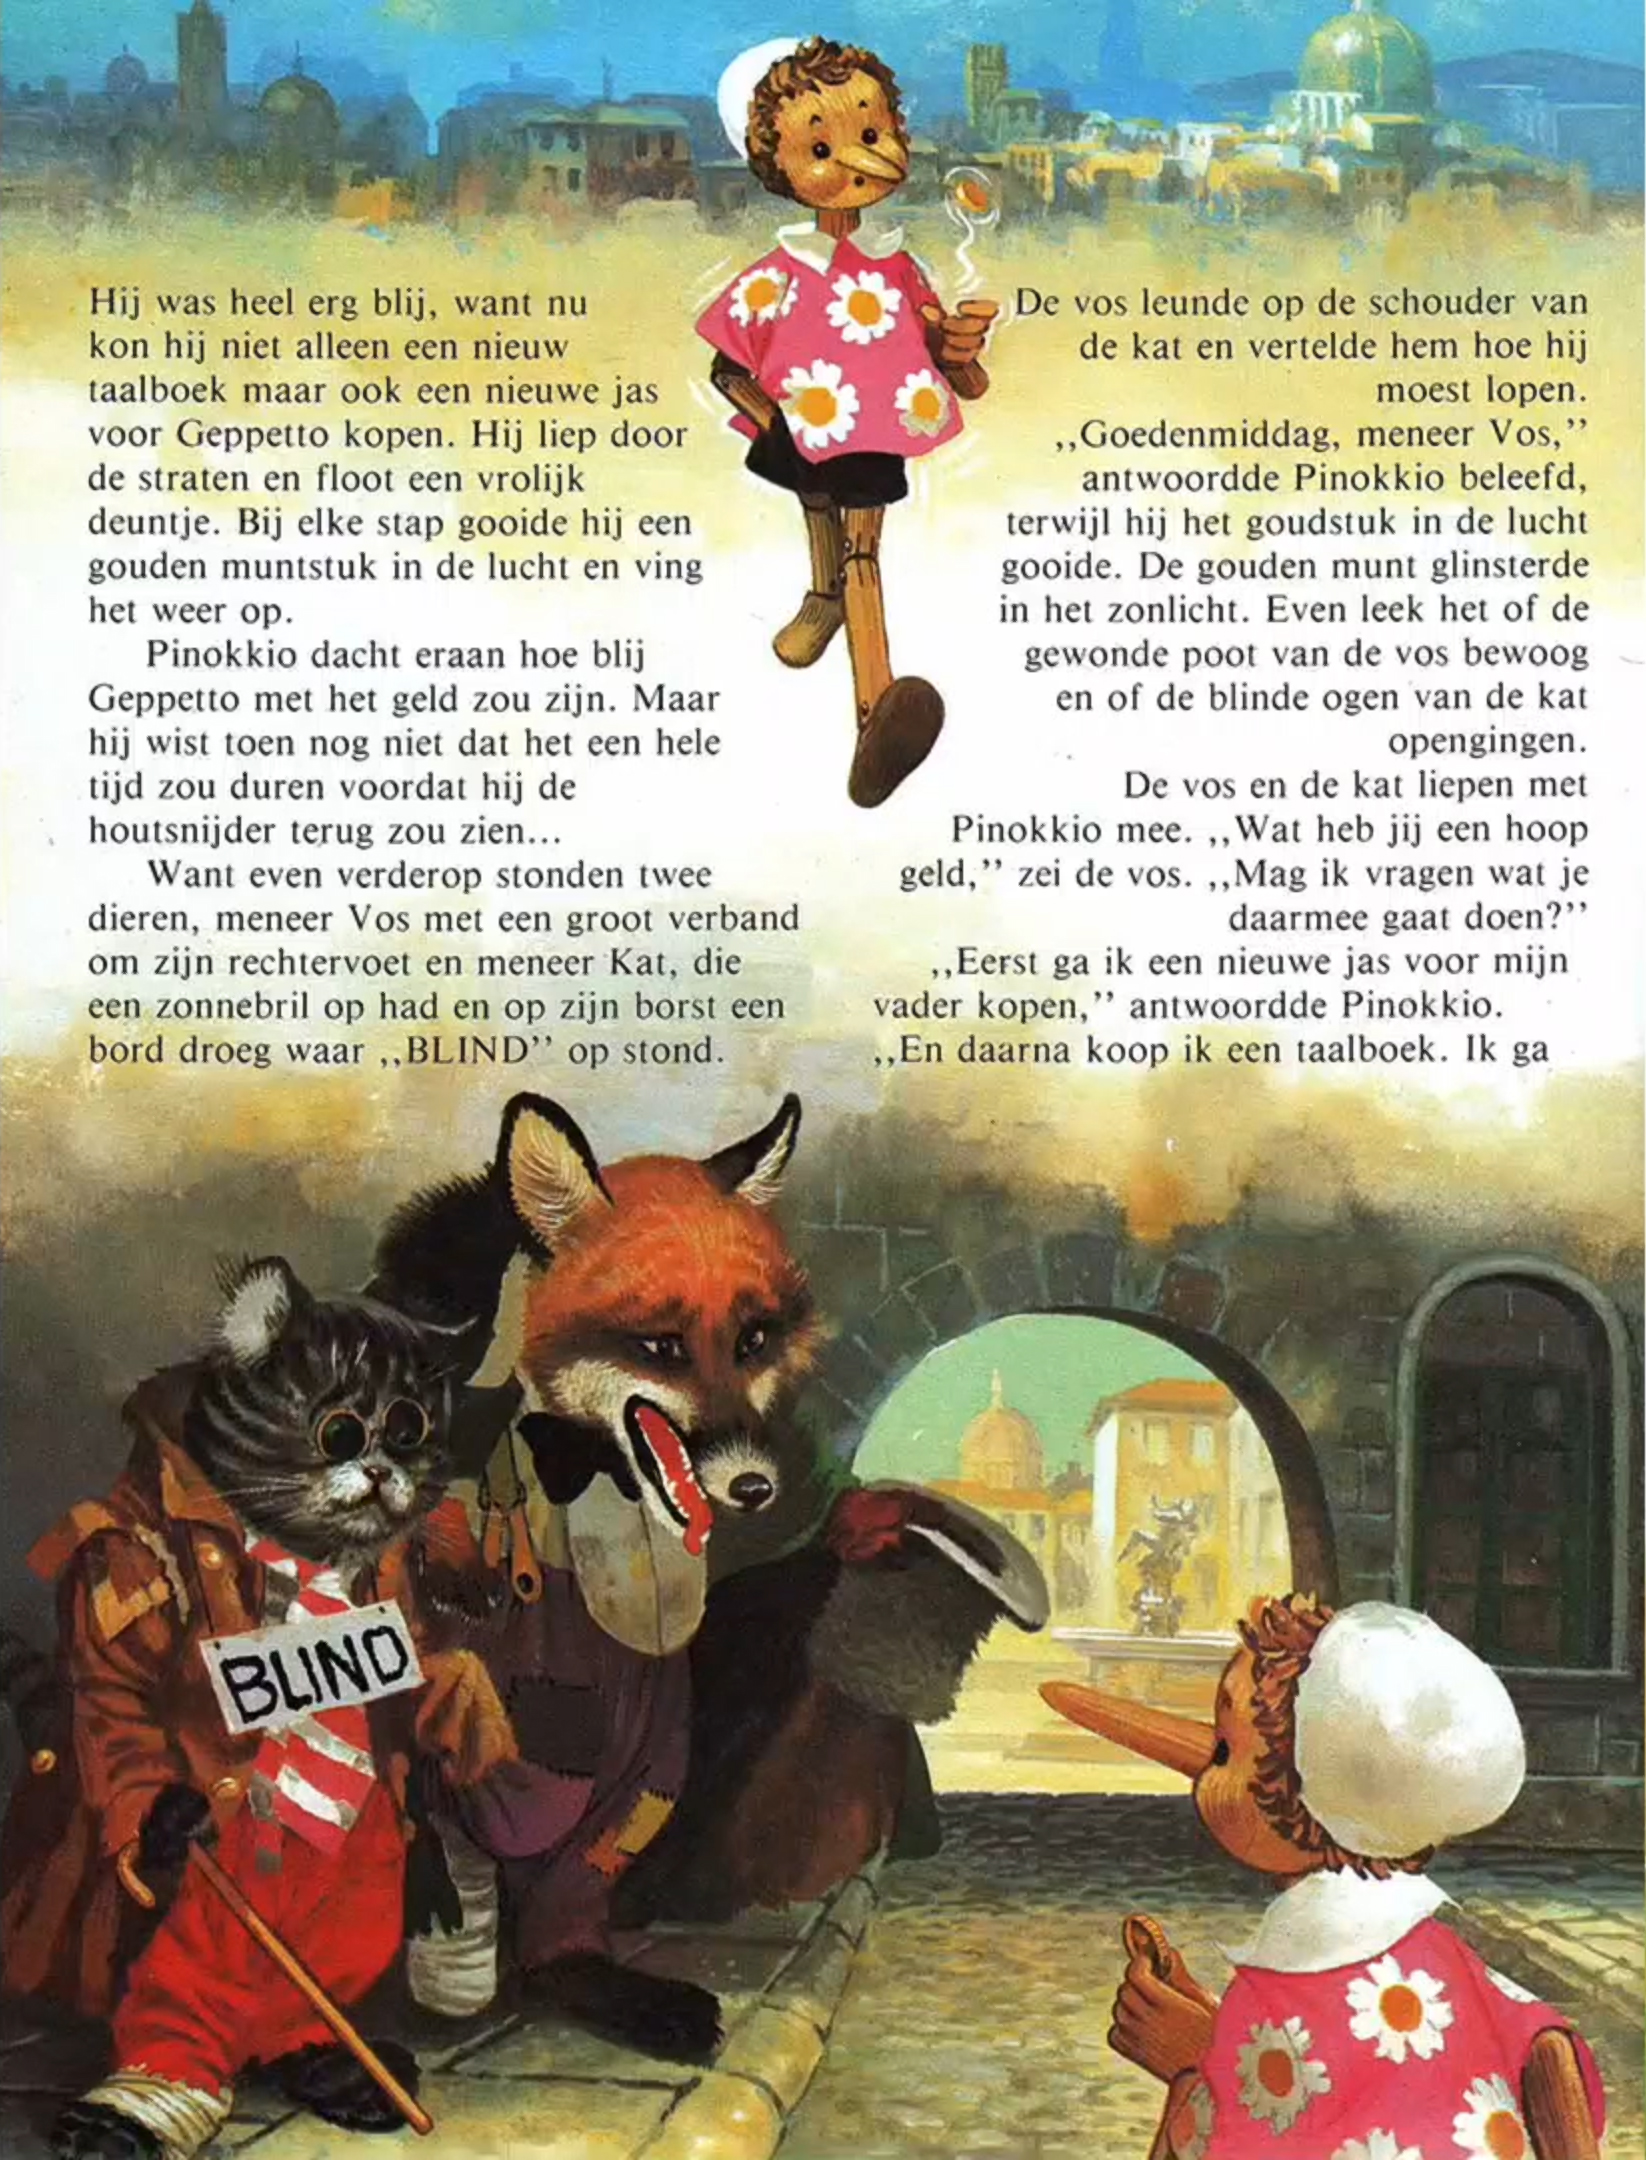 Hij was heel erg blij, want nu
kon hij niet alleen een nieuw
taalboek maar ook een nieuwe jas
voor Geppetto kopen. Hij liep door
de straten en floot een vrolijk
deuntje. Bij elke stap gooide hij een
gouden muntstuk in de lucht en ving
het weer op.
Pinokkio dacht eraan hoe blij
Geppetto met het geld zou zijn. Maar
hij wist toen nog niet dat het een hele
tijd zou duren voordat hij de
houtsnijder terug zou zien...
Want even verderop stonden twee
dieren, meneer Vos met een groot verband
om zijn rechtervoet en meneer Kat, die
een zonnebril op had en op zijn borst een
bord droeg waar ,,BLIND’’ op stond.
De vos leunde op de schouder van
de kat en vertelde hem hoe hij
moest lopen.
,,Goedenmiddag, meneer Vos,’’
antwoordde Pinokkio beleefd,
terwijl hij het goudstuk in de lucht
gooide. De gouden munt glinsterde
in het zonlicht. Even leek het of de
gewonde poot van de vos bewoog
en of de blinde ogen van de kat
opengingen.
De vos en de kat liepen met
Pinokkio mee. ,,Wat heb jij een hoop
geld,’’ zei de vos. ,,Mag ik vragen wat je
daarmee gaat doen?’’
,,Eerst ga ik een nieuwe jas voor mijn
vader kopen,’’ antwoordde Pinokkio.
,,En daarna koop ik een taalboek. Ik ga
BLIND